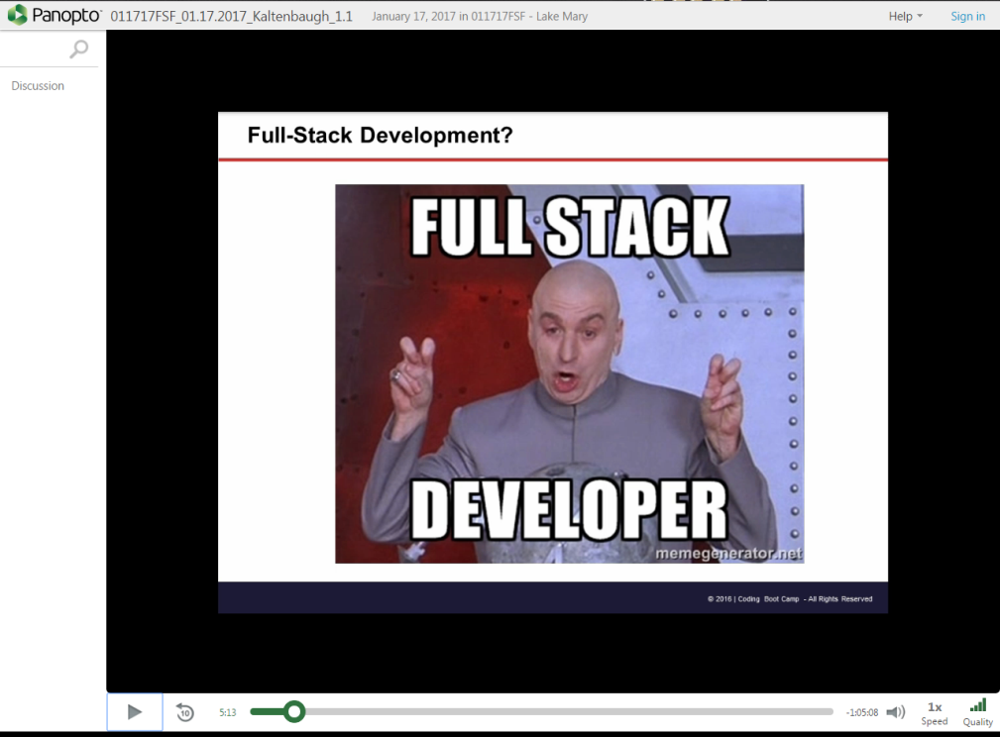 Panopto
011717FSF_01.17.2017_Kaltenbaugh_1.1
January 17, 2017 in 011717FSF - Lake Mary
Help
Sign in
Discussion
Full-Stack Development?
FULL STACK
DEVELOPER
memegenerator.net
© 2016 | Coding Boot Camp - All Rights Reserved
10
5:13
-1:05:08
1x
Speed
Quality